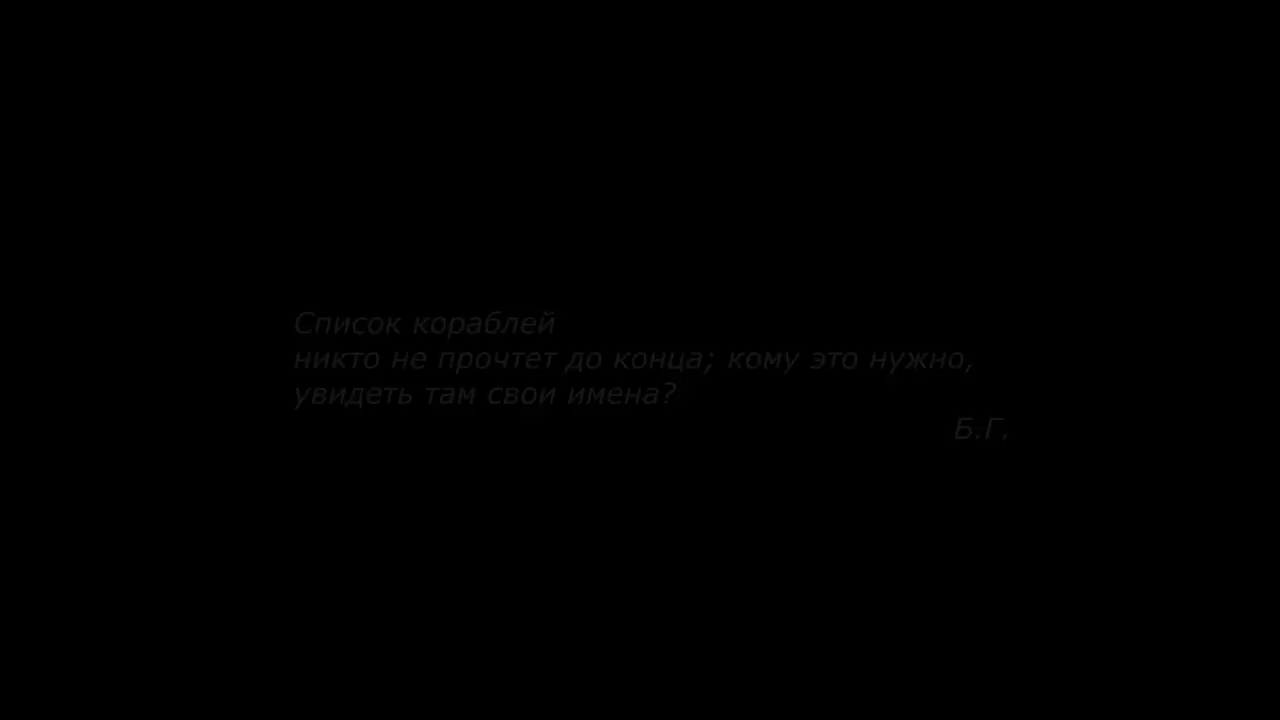 Список кораблей
никто не прочтет до конца; кому это нужно,
увидеть там свои имена?
Б.Г.